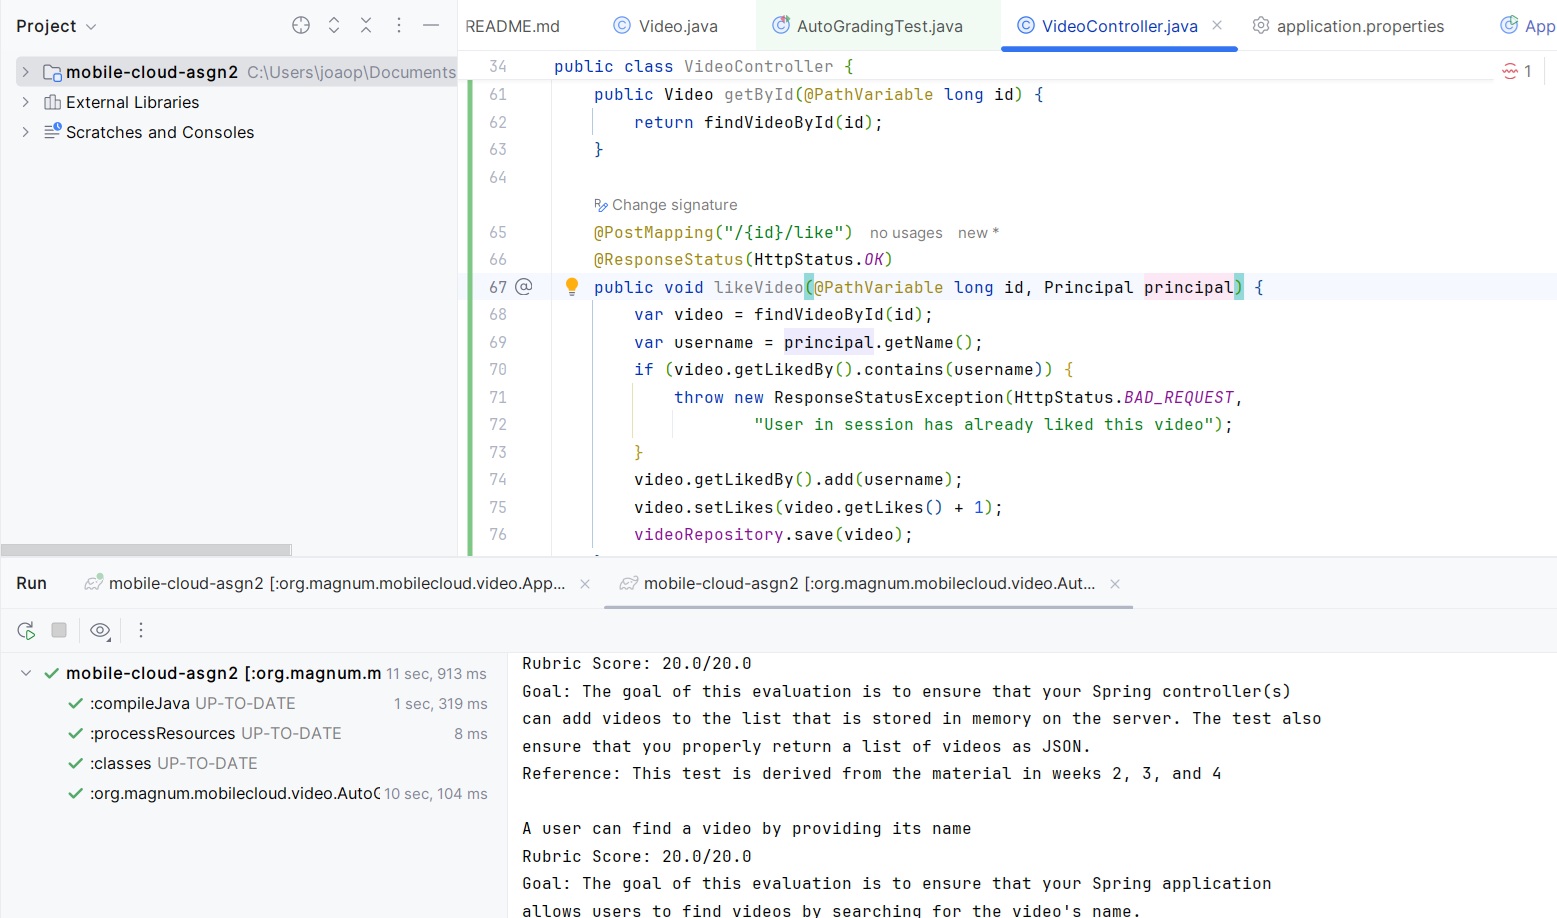 Project
README.md
Video.java
AutoGradingTest.java
VideoController.java
application.properties
App
mobile-cloud-asgn2 C:\Users\joaop\Documents
External Libraries
Scratches and Consoles
34 public class VideoController {
1
61 public Video getById(@PathVariable long id) {
62 return findVideoById(id);
63 }
64
Change signature
65 @PostMapping("/{id}/like") no usages new *
66 @ResponseStatus(HttpStatus.OK)
67 @ public void likeVideo(@PathVariable long id, Principal principal) {
68 var video = findVideoById(id);
69 var username = principal.getName();
70 if (video.getLikedBy().contains(username)) {
71 throw new ResponseStatusException(HttpStatus.BAD_REQUEST,
72 "User in session has already liked this video");
73 }
74 video.getLikedBy().add(username);
75 video.setLikes(video.getLikes() + 1);
76 videoRepository.save(video);
Run
mobile-cloud-asgn2 [:org.magnum.mobilecloud.video.App...
mobile-cloud-asgn2 [:org.magnum.mobilecloud.video.Aut...
mobile-cloud-asgn2 [:org.magnum.m 11 sec, 913 ms
:compileJava UP-TO-DATE 1 sec, 319 ms
:processResources UP-TO-DATE 8 ms
:classes UP-TO-DATE
:org.magnum.mobilecloud.video.AutoG 10 sec, 104 ms
Rubric Score: 20.0/20.0
Goal: The goal of this evaluation is to ensure that your Spring controller(s)
can add videos to the list that is stored in memory on the server. The test also
ensure that you properly return a list of videos as JSON.
Reference: This test is derived from the material in weeks 2, 3, and 4
A user can find a video by providing its name
Rubric Score: 20.0/20.0
Goal: The goal of this evaluation is to ensure that your Spring application
allows users to find videos by searching for the video's name.